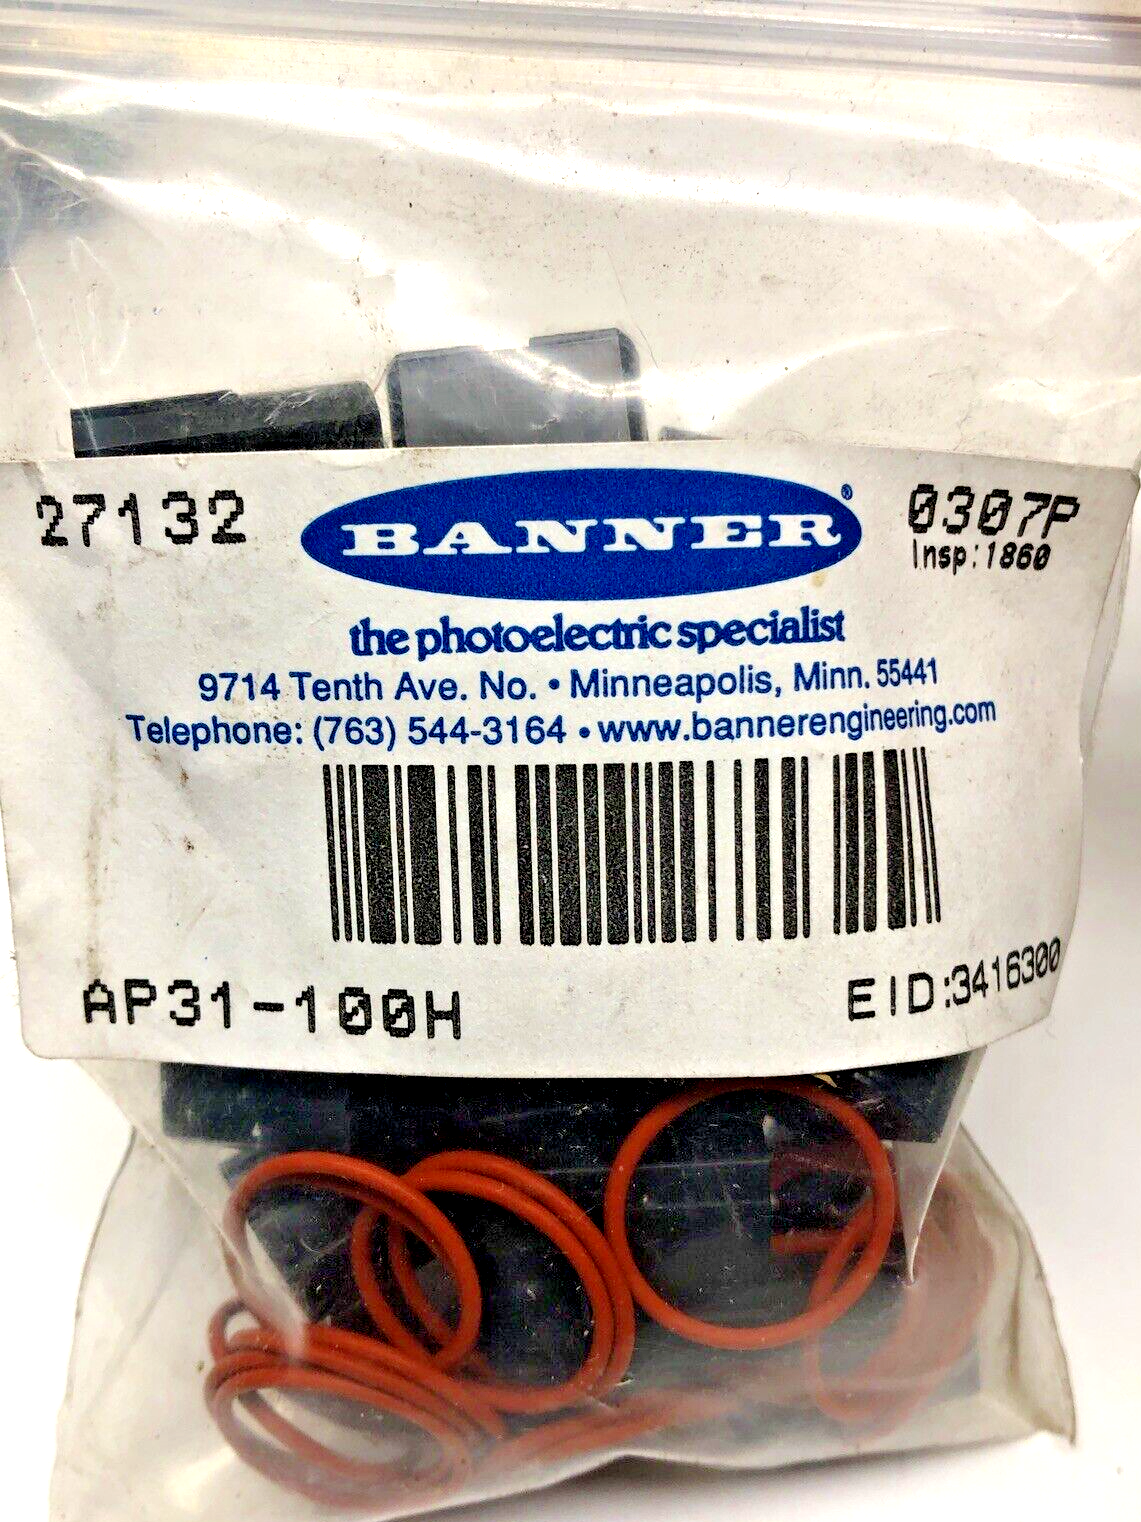 27132
BANNER®
0307P
Insp:1860
the photoelectric specialist
9714 Tenth Ave. No. • Minneapolis, Minn. 55441
Telephone: (763) 544-3164 • www.bannerengineering.com
AP31-100H
EID:3416300